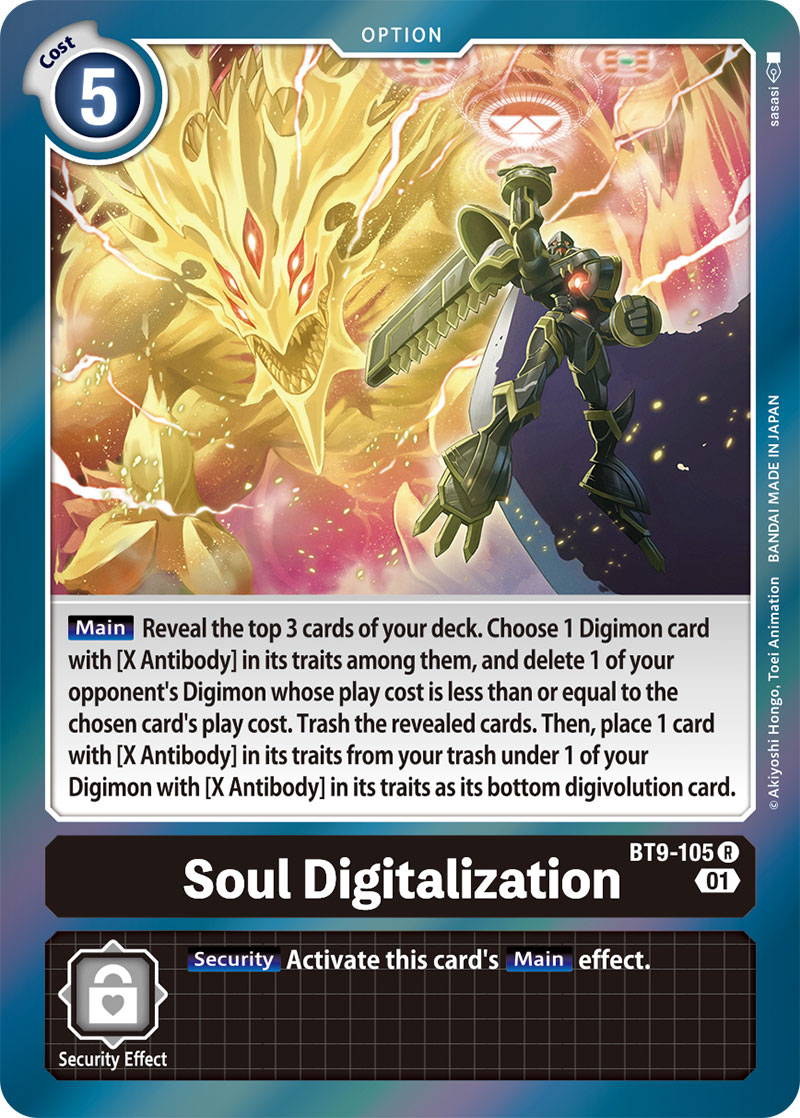 OPTION
Cost
5
sasasi
Main Reveal the top 3 cards of your deck. Choose 1 Digimon card
with [X Antibody] in its traits among them, and delete 1 of your
opponent's Digimon whose play cost is less than or equal to the
chosen card's play cost. Trash the revealed cards. Then, place 1 card
with [X Antibody] in its traits from your trash under 1 of your
Digimon with [X Antibody] in its traits as its bottom digivolution card.
© Akiyoshi Hongo, Toei Animation BANDAI MADE IN JAPAN
BT9-105 R
Soul Digitalization
01
Security Activate this card's Main effect.
Security Effect